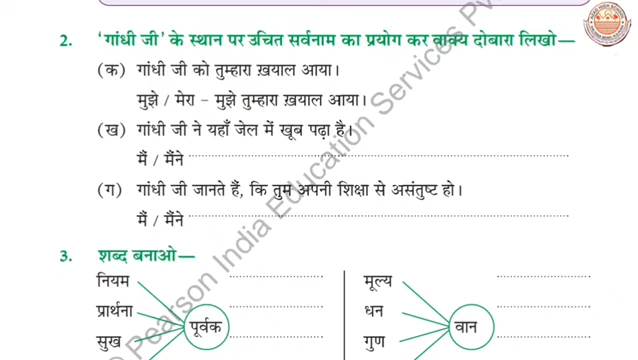 2. 'गांधी जी' के स्थान पर उचित सर्वनाम का प्रयोग कर वाक्य दोबारा लिखो—
(क) गांधी जी को तुम्हारा ख़याल आया।
मुझे / मेरा – मुझे तुम्हारा ख़याल आया।
(ख) गांधी जी ने यहाँ जेल में खूब पढ़ा है।
मैं / मैंने
(ग) गांधी जी जानते हैं, कि तुम अपनी शिक्षा से असंतुष्ट हो।
मैं / मैंने
3. शब्द बनाओ—
नियम मूल्य
प्रार्थना धन
पूर्वक वान
सुख गुण
© Pearson India Education Services Pv